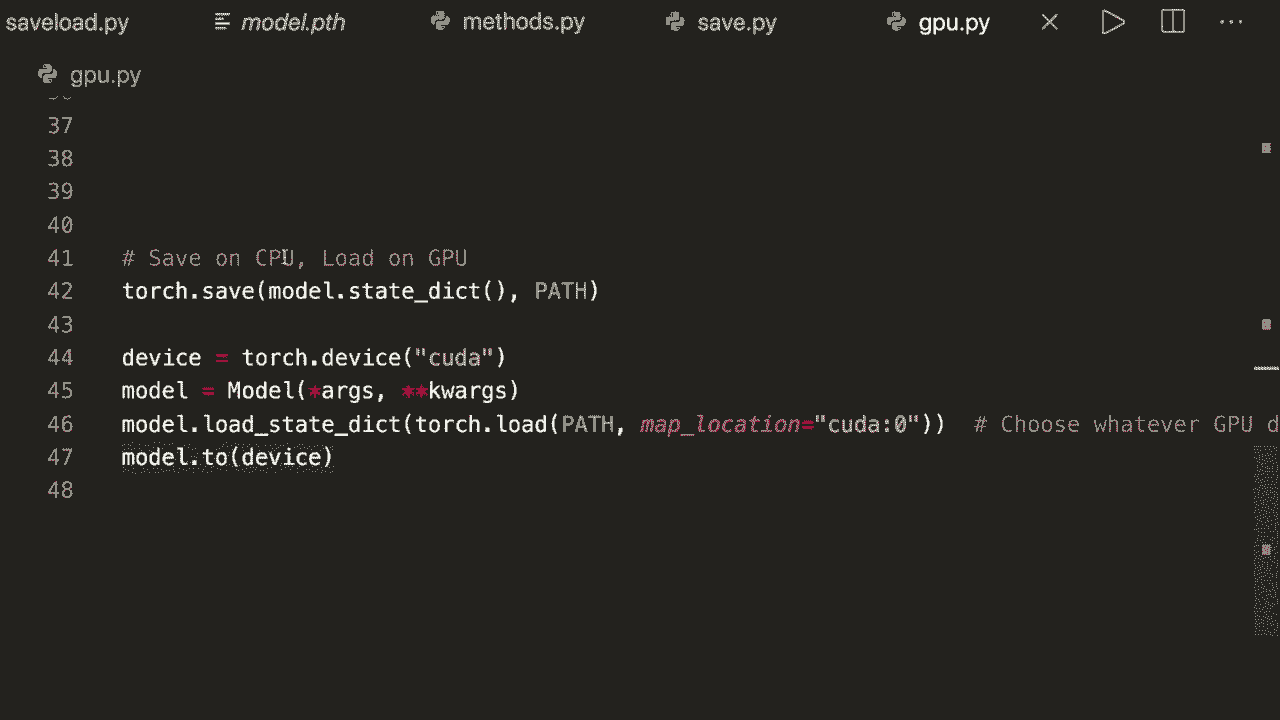 saveload.py model.pth methods.py save.py gpu.py
gpu.py
37
38
39
40
41 # Save on CPU, Load on GPU
42 torch.save(model.state_dict(), PATH)
43
44 device = torch.device("cuda")
45 model = Model(*args, **kwargs)
46 model.load_state_dict(torch.load(PATH, map_location="cuda:0")) # Choose whatever GPU d
47 model.to(device)
48